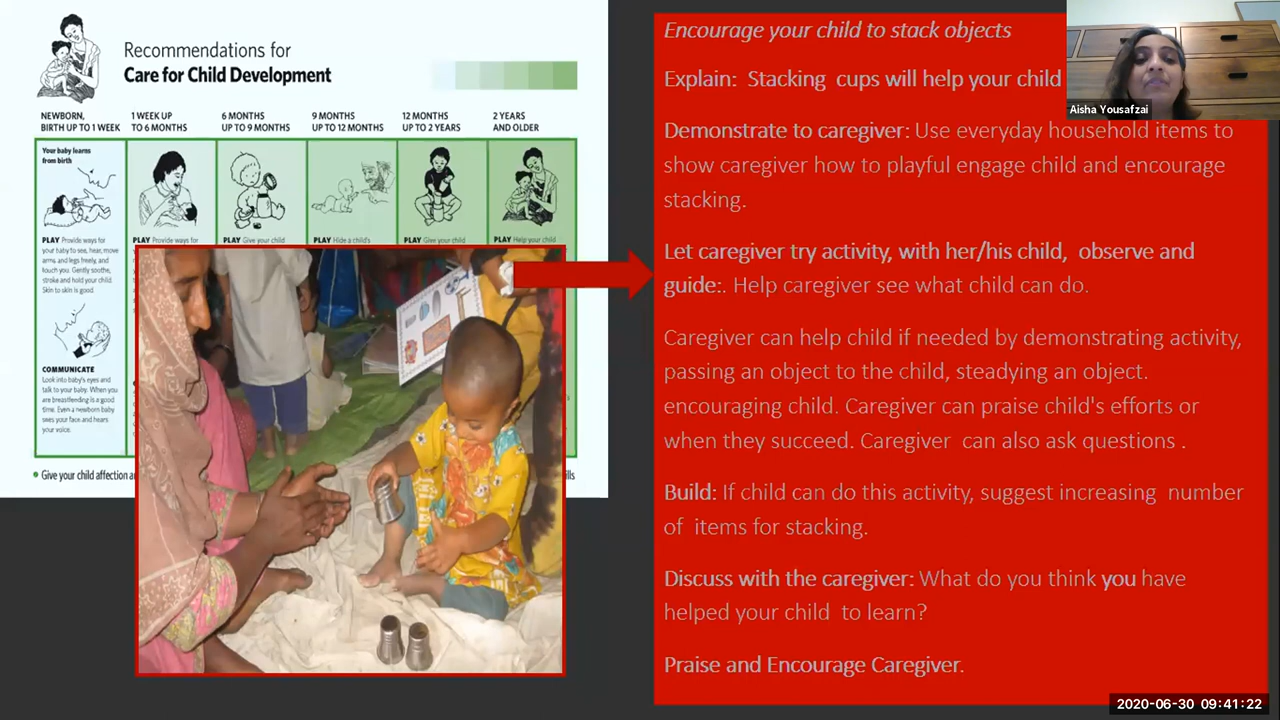 Recommendations for
Care for Child Development
NEWBORN,
BIRTH UP TO 1 WEEK
1 WEEK UP
TO 6 MONTHS
6 MONTHS
UP TO 9 MONTHS
9 MONTHS
UP TO 12 MONTHS
12 MONTHS
UP TO 2 YEARS
2 YEARS
AND OLDER
Your baby learns
from birth
PLAY Provide ways for
your baby to see, hear, move
arms and legs freely, and
touch you. Gently soothe,
stroke and hold your child.
Skin to skin is good.
COMMUNICATE
Look into baby's eyes and
talk to your baby. When you
are breastfeeding is a good
time. Even a newborn baby
sees your face and hears
your voice.
PLAY Provide ways for
PLAY Give your child
PLAY Hide a child's
PLAY Give your child
PLAY Help your child
• Give your child affection
Encourage your child to stack objects
Explain: Stacking cups will help your child
Demonstrate to caregiver: Use everyday household items to
show caregiver how to playful engage child and encourage
stacking.
Let caregiver try activity, with her/his child, observe and
guide:. Help caregiver see what child can do.
Caregiver can help child if needed by demonstrating activity,
passing an object to the child, steadying an object.
encouraging child. Caregiver can praise child's efforts or
when they succeed. Caregiver can also ask questions .
Build: If child can do this activity, suggest increasing number
of items for stacking.
Discuss with the caregiver: What do you think you have
helped your child to learn?
Praise and Encourage Caregiver.
Aisha Yousafzai
2020-06-30 09:41:22